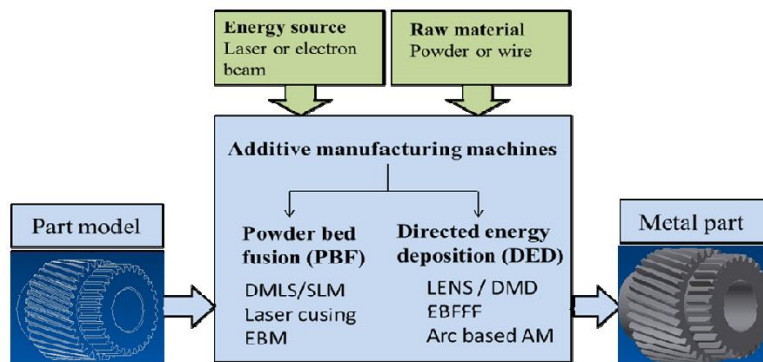 Energy source
Laser or electron
beam
Raw material
Powder or wire
Additive manufacturing machines
Part model
Powder bed
fusion (PBF)
DMLS/SLM
Laser cusing
EBM
Directed energy
deposition (DED)
LENS / DMD
EBFFF
Arc based AM
Metal part